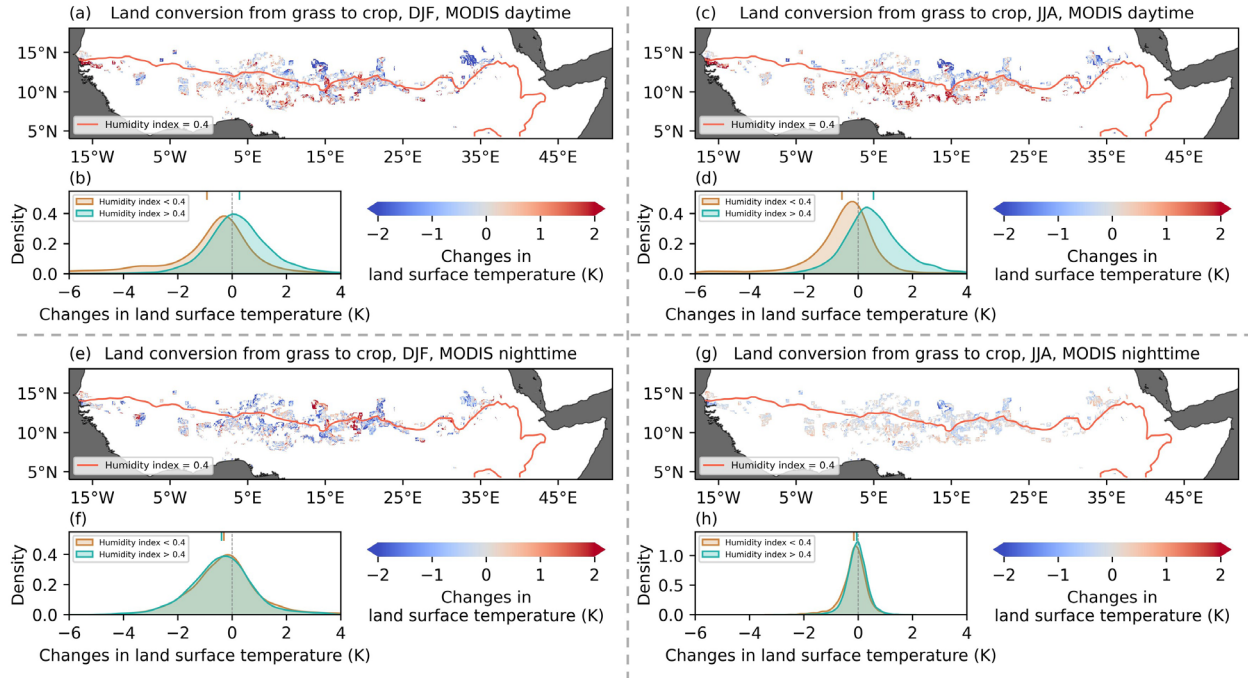 (a) Land conversion from grass to crop, DJF, MODIS daytime
15°N
10°N
5°N
Humidity index = 0.4
15°W 5°W 5°E 15°E 25°E 35°E 45°E
(b)
Density
0.4
0.2
0.0
Humidity index < 0.4
Humidity index > 0.4
−6 −4 −2 0 2 4
Changes in land surface temperature (K)
−2 −1 0 1 2
Changes in
land surface temperature (K)
(c) Land conversion from grass to crop, JJA, MODIS daytime
15°N
10°N
5°N
Humidity index = 0.4
15°W 5°W 5°E 15°E 25°E 35°E 45°E
(d)
Density
0.4
0.2
0.0
Humidity index < 0.4
Humidity index > 0.4
−6 −4 −2 0 2 4
Changes in land surface temperature (K)
−2 −1 0 1 2
Changes in
land surface temperature (K)
(e) Land conversion from grass to crop, DJF, MODIS nighttime
15°N
10°N
5°N
Humidity index = 0.4
15°W 5°W 5°E 15°E 25°E 35°E 45°E
(f)
Density
0.4
0.2
0.0
Humidity index < 0.4
Humidity index > 0.4
−6 −4 −2 0 2 4
Changes in land surface temperature (K)
−2 −1 0 1 2
Changes in
land surface temperature (K)
(g) Land conversion from grass to crop, JJA, MODIS nighttime
15°N
10°N
5°N
Humidity index = 0.4
15°W 5°W 5°E 15°E 25°E 35°E 45°E
(h)
Density
1.0
0.5
0.0
Humidity index < 0.4
Humidity index > 0.4
−6 −4 −2 0 2 4
Changes in land surface temperature (K)
−2 −1 0 1 2
Changes in
land surface temperature (K)